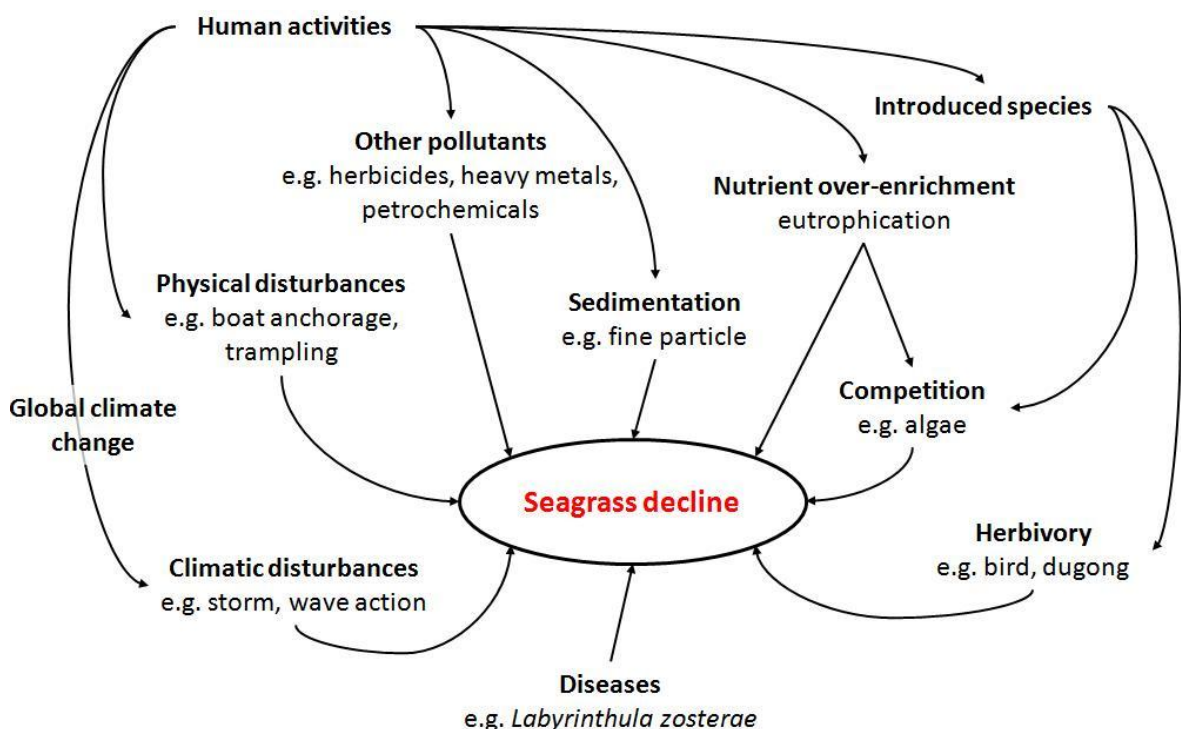 Human activities
Introduced species
Other pollutants
e.g. herbicides, heavy metals,
petrochemicals
Nutrient over-enrichment
eutrophication
Physical disturbances
e.g. boat anchorage,
trampling
Sedimentation
e.g. fine particle
Global climate
change
Competition
e.g. algae
Seagrass decline
Herbivory
e.g. bird, dugong
Climatic disturbances
e.g. storm, wave action
Diseases
e.g. Labyrinthula zosterae